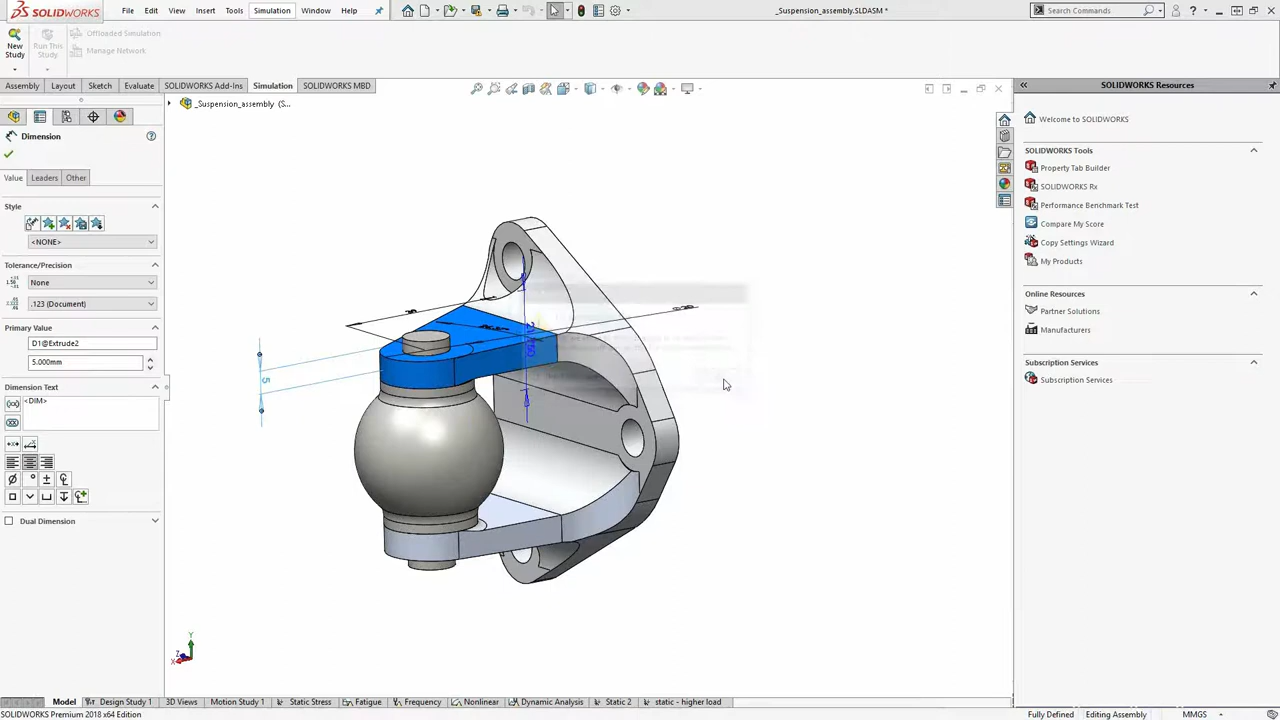 SOLIDWORKS File Edit View Insert Tools Simulation Window Help _Suspension_assembly.SLDASM * Search Commands
New Study
Run This Study.
Offloaded Simulation
Manage Network
Assembly Layout Sketch Evaluate SOLIDWORKS Add-Ins Simulation SOLIDWORKS MBD
SOLIDWORKS Resources
_Suspension_assembly (S...
Welcome to SOLIDWORKS
Dimension
SOLIDWORKS Tools
Property Tab Builder
Value Leaders Other
SOLIDWORKS Rx
Style
Performance Benchmark Test
Compare My Score
<NONE>
Copy Settings Wizard
Tolerance/Precision
My Products
None
.123 (Document)
Online Resources
Partner Solutions
Primary Value
Manufacturers
D1@Extrude2
5.000mm
Subscription Services
Subscription Services
Dimension Text
<DIM>
5
Dual Dimension
Y
Z
X
Model Design Study 1 3D Views Motion Study 1 Static Stress Fatigue Frequency Nonlinear Dynamic Analysis Static 2 static - higher load
SOLIDWORKS Premium 2018 x64 Edition Fully Defined Editing Assembly MMGS